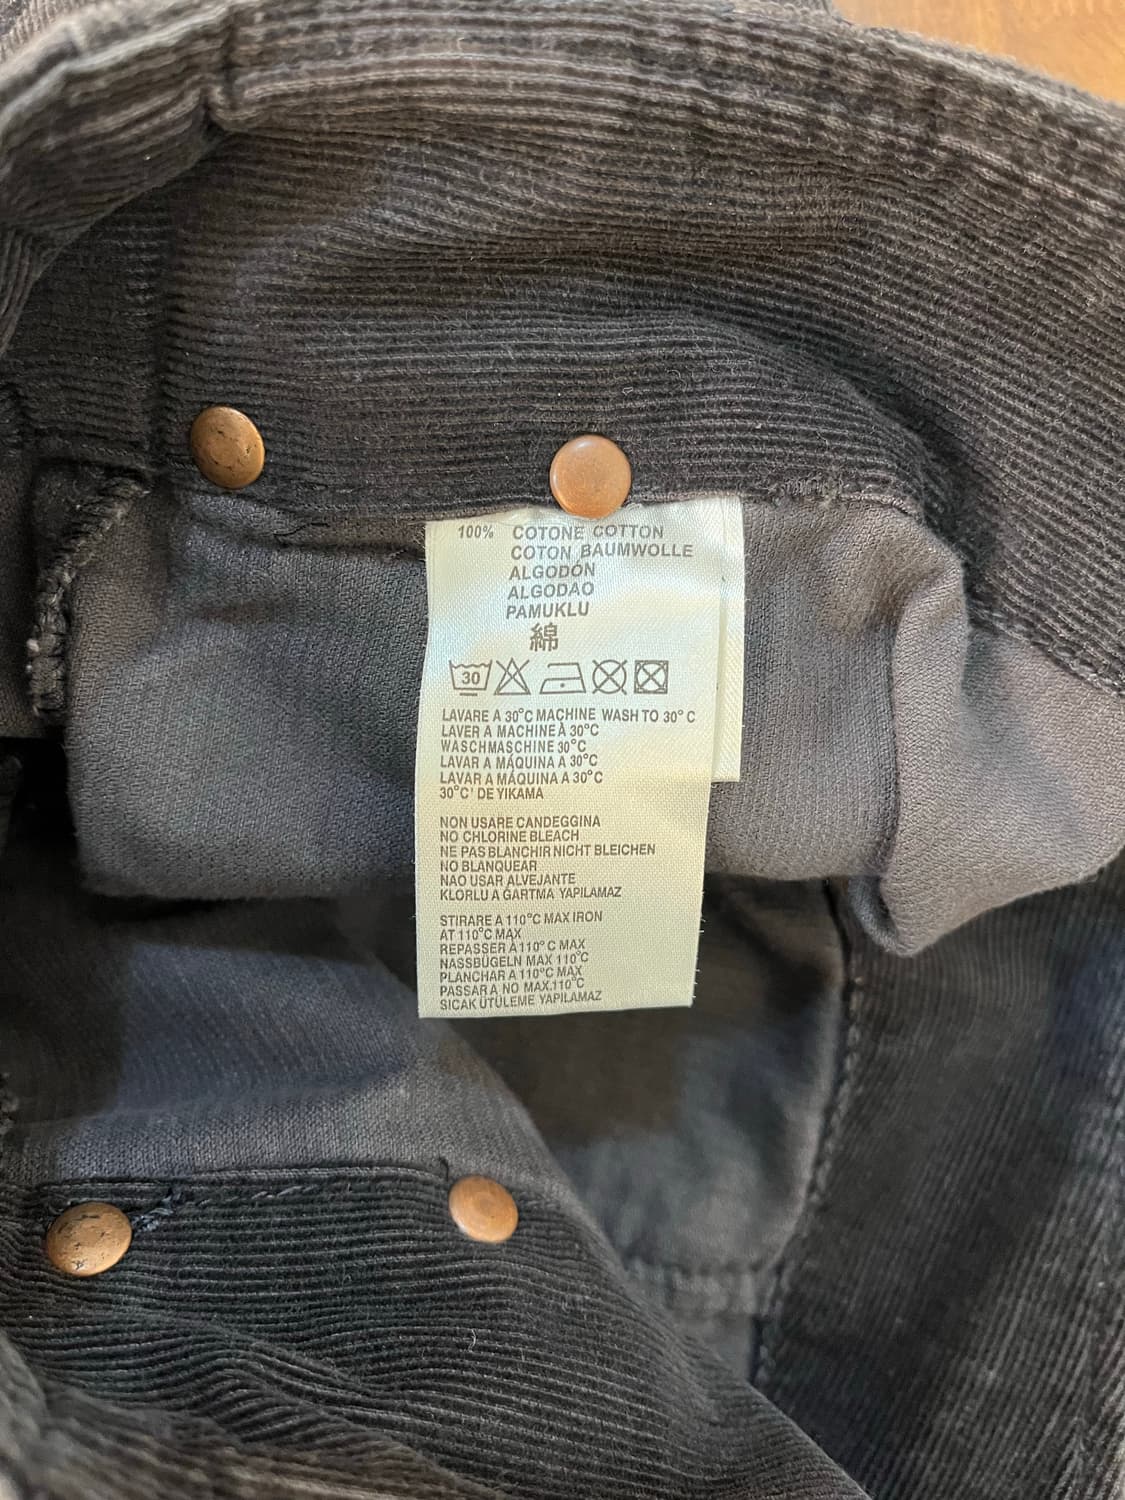 100% COTONE COTTON
COTON BAUMWOLLE
ALGODÓN
ALGODAO
PAMUKLU
綿
30
LAVARE A 30°C MACHINE WASH TO 30°C
LAVER A MACHINE À 30°C
WASCHMASCHINE 30°C
LAVAR A MÁQUINA A 30°C
LAVAR A MÁQUINA A 30°C
30°C' DE YIKAMA
NON USARE CANDEGGINA
NO CHLORINE BLEACH
NE PAS BLANCHIR NICHT BLEICHEN
NO BLANQUEAR
NAO USAR ALVEJANTE
KLORLU A GARTMA YAPILAMAZ
STIRARE A 110°C MAX IRON
AT 110°C MAX
REPASSER À 110°C MAX
NASSBÜGELN MAX 110°C
PLANCHAR A 110°C MAX
PASSAR A NO MAX.110°C
SICAK ÜTÜLEME YAPILAMAZ